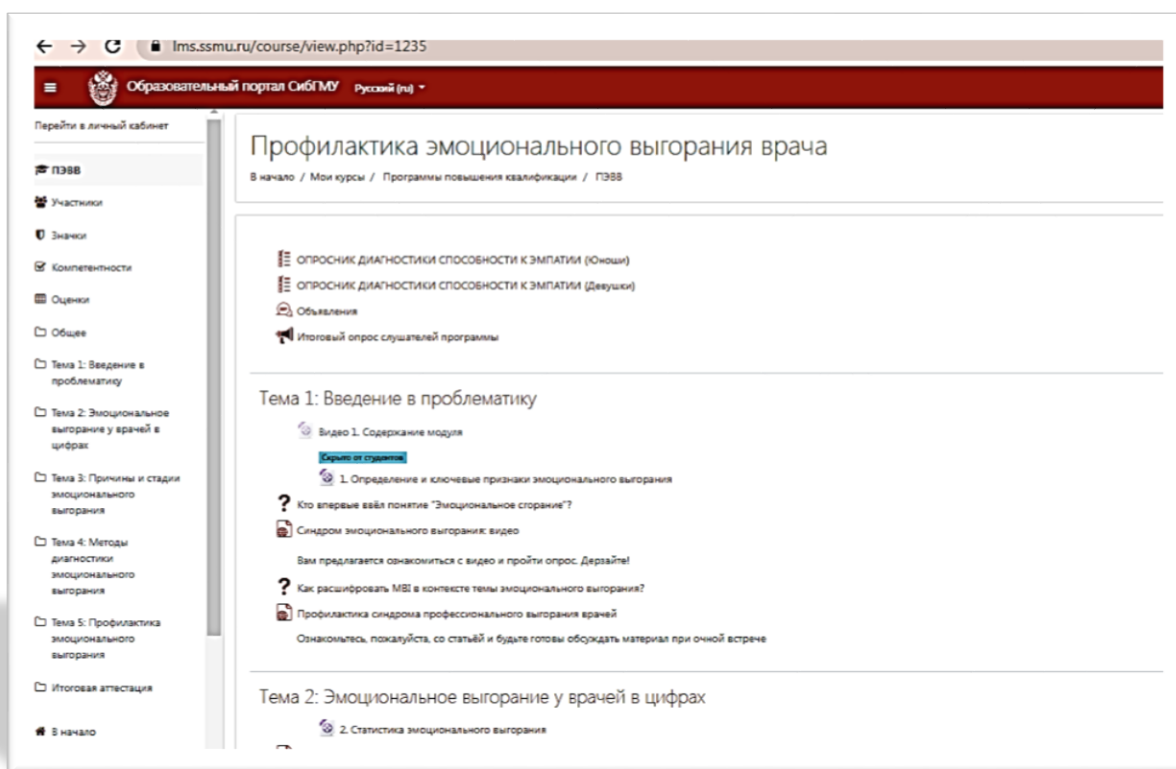 lms.ssmu.ru/course/view.php?id=1235
Образовательный портал СибГМУ Русский (ru)
Перейти в личный кабинет
ПЭВВ
Участники
Значки
Компетентности
Оценки
Общее
Тема 1: Введение в
проблематику
Тема 2: Эмоциональное
выгорание у врачей в
цифрах
Тема 3: Причины и стадии
эмоционального
выгорания
Тема 4: Методы
диагностики
эмоционального
выгорания
Тема 5: Профилактика
эмоционального
выгорания
Итоговая аттестация
В начало
Профилактика эмоционального выгорания врача
В начало / Мои курсы / Программы повышения квалификации / ПЭВВ
ОПРОСНИК ДИАГНОСТИКИ СПОСОБНОСТИ К ЭМПАТИИ (Юноши)
ОПРОСНИК ДИАГНОСТИКИ СПОСОБНОСТИ К ЭМПАТИИ (Девушки)
Объявления
Итоговый опрос слушателей программы
Тема 1: Введение в проблематику
Видео 1. Содержание модуля
Скрыто от студентов
1. Определение и ключевые признаки эмоционального выгорания
Кто впервые ввёл понятие "Эмоциональное сгорание"?
Синдром эмоционального выгорания: видео
Вам предлагается ознакомиться с видео и пройти опрос. Дерзайте!
Как расшифровать MBI в контексте темы эмоционального выгорания?
Профилактика синдрома профессионального выгорания врачей
Ознакомьтесь, пожалуйста, со статьёй и будьте готовы обсуждать материал при очной встрече
Тема 2: Эмоциональное выгорание у врачей в цифрах
2. Статистика эмоционального выгорания